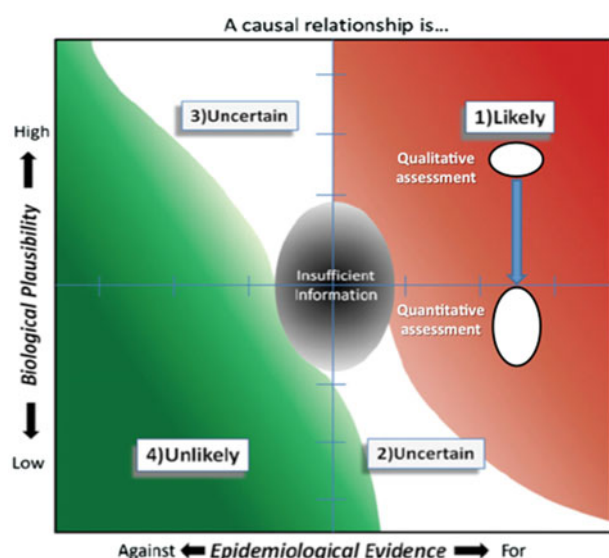 A causal relationship is...
3)Uncertain
1)Likely
High
Qualitative
assessment
Insufficient
Information
Biological Plausibility
Quantitative
assessment
4)Unlikely
2)Uncertain
Low
Against Epidemiological Evidence For